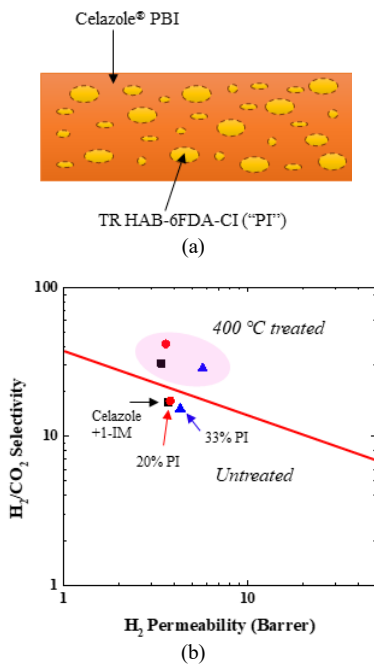 Celazole® PBI
TR HAB-6FDA-CI ("PI")
(a)
100
400 °C treated
Celazole
+1-IM
33% PI
20% PI
Untreated
10
1
1
10
H₂/CO₂ Selectivity
H₂ Permeability (Barrer)
(b)